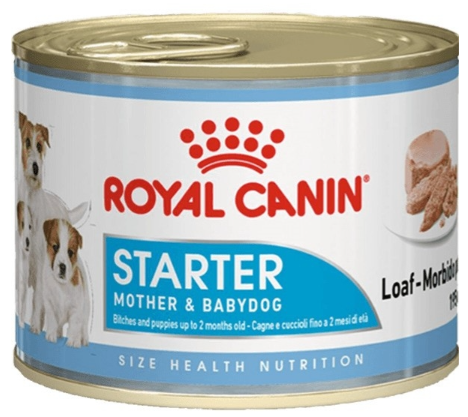 ROYAL CANIN®
STARTER
MOTHER & BABYDOG
Bitches and puppies up to 2 months old - Cagne e cuccioli fino a 2 mesi di età
Loaf-Morbido
SIZE HEALTH NUTRITION